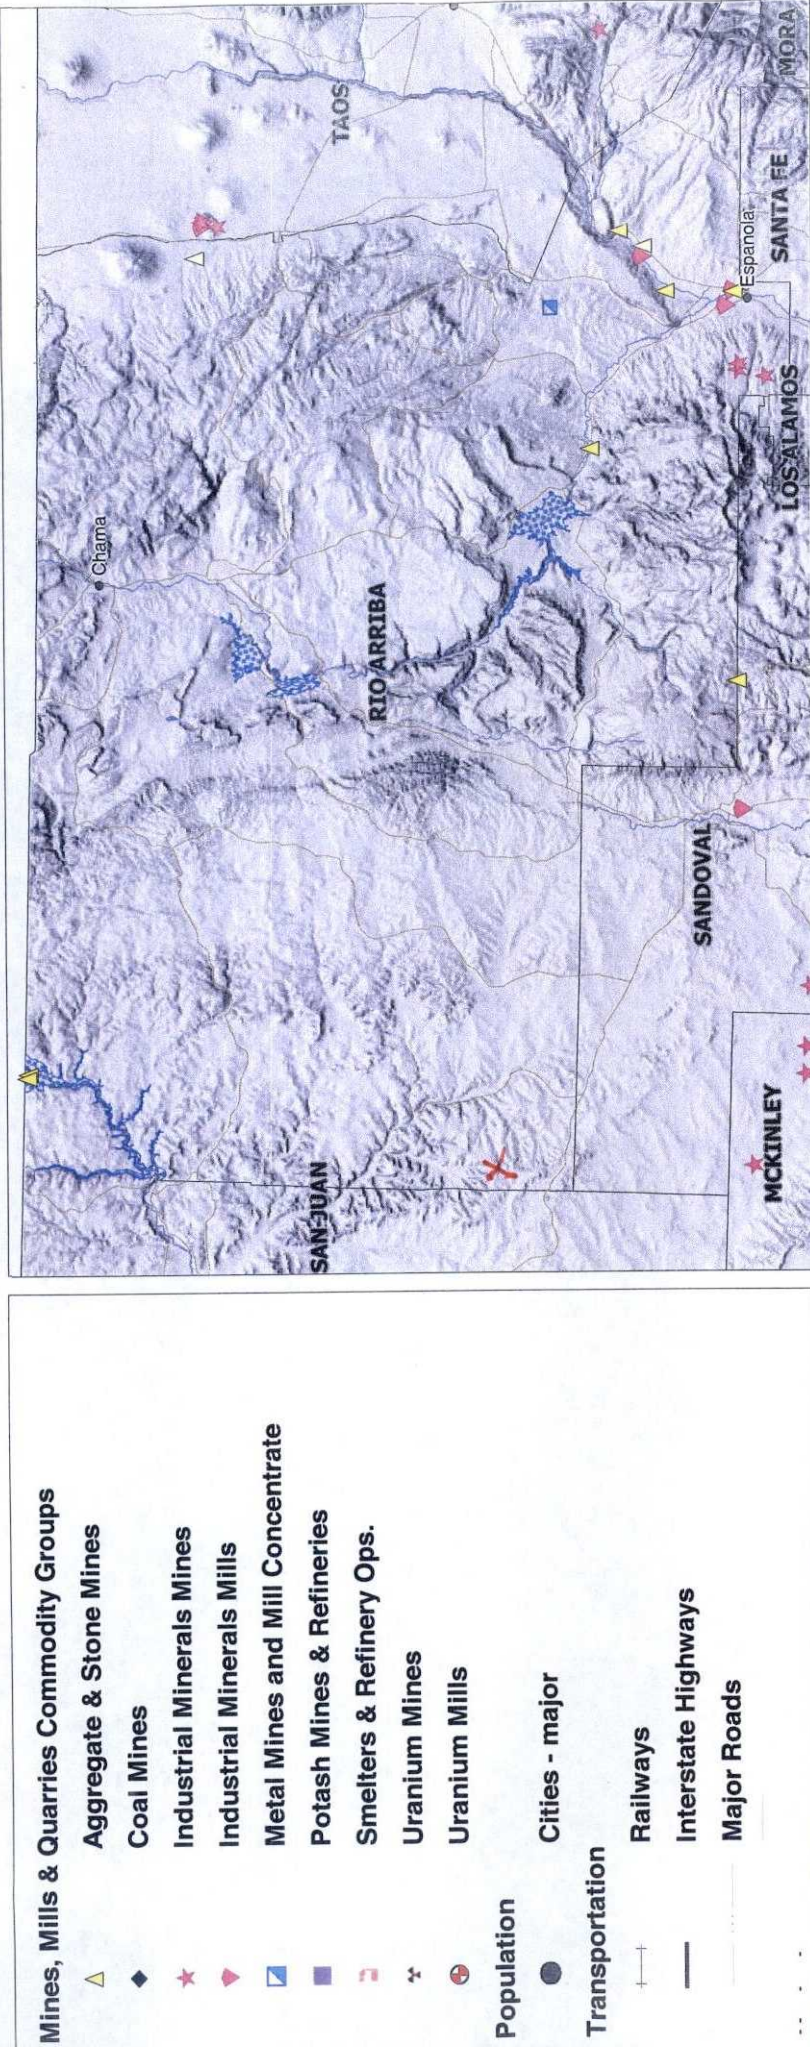 Mines, Mills & Quarries Commodity Groups
Aggregate & Stone Mines
Coal Mines
Industrial Minerals Mines
Industrial Minerals Mills
Metal Mines and Mill Concentrate
Potash Mines & Refineries
Smelters & Refinery Ops.
Uranium Mines
Uranium Mills
Population
Cities - major
Transportation
Railways
Interstate Highways
Major Roads
Chama
TAOS
RIO ARRIBA
SAN JUAN
SANDOVAL
MCKINLEY
LOS ALAMOS
Espanola
SANTA FE
MORA
X